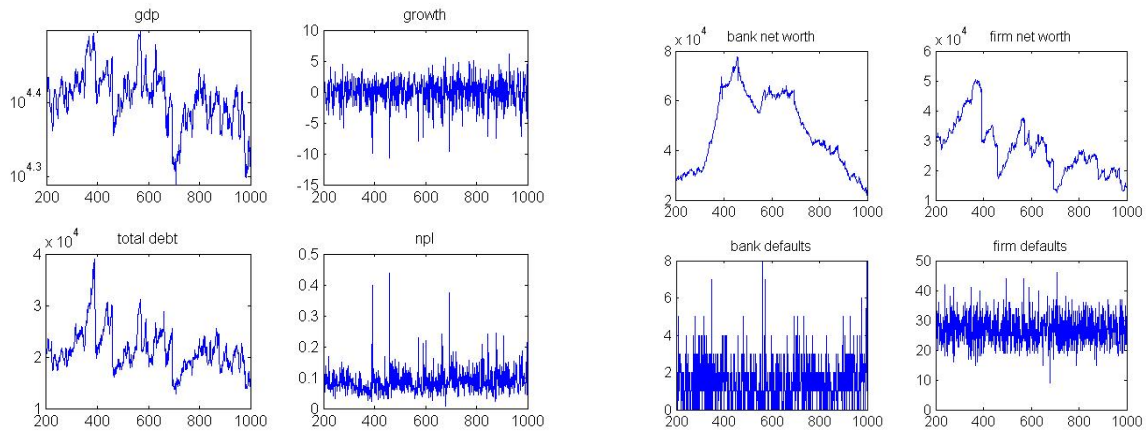 gdp
10^4.4
10^4.3
200 400 600 800 1000
growth
10
5
0
-5
-10
-15
200 400 600 800 1000
total debt
x 10^4
4
3
2
1
200 400 600 800 1000
npl
0.5
0.4
0.3
0.2
0.1
0
200 400 600 800 1000
bank net worth
x 10^4
8
6
4
2
200 400 600 800 1000
firm net worth
x 10^4
6
5
4
3
2
1
200 400 600 800 1000
bank defaults
8
6
4
2
0
200 400 600 800 1000
firm defaults
50
40
30
20
10
0
200 400 600 800 1000